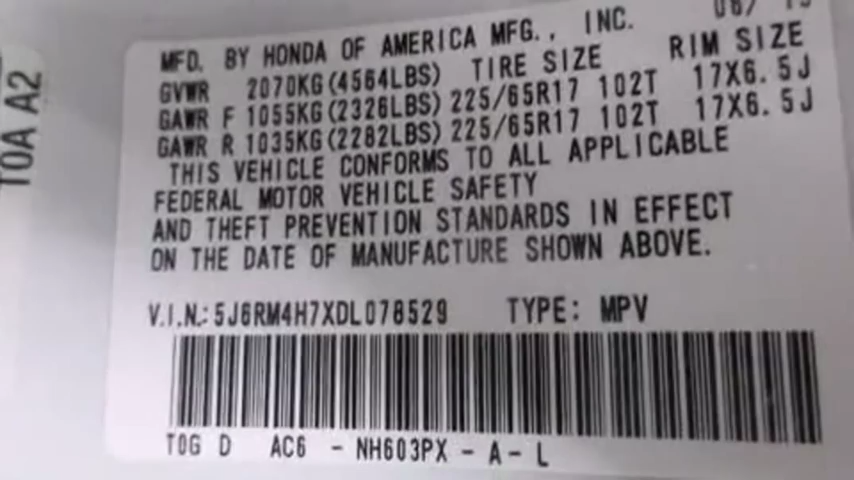 MFD. BY HONDA OF AMERICA MFG., INC.
GVWR 2070KG(4564LBS) TIRE SIZE RIM SIZE
GAWR F 1055KG(2326LBS) 225/65R17 102T 17X6.5J
GAWR R 1035KG(2282LBS) 225/65R17 102T 17X6.5J
THIS VEHICLE CONFORMS TO ALL APPLICABLE
FEDERAL MOTOR VEHICLE SAFETY
AND THEFT PREVENTION STANDARDS IN EFFECT
ON THE DATE OF MANUFACTURE SHOWN ABOVE.
V.I.N.: 5J6RM4H7XDL078529 TYPE: MPV
TOG D AC6 - NH603PX - A - L
TOA A2